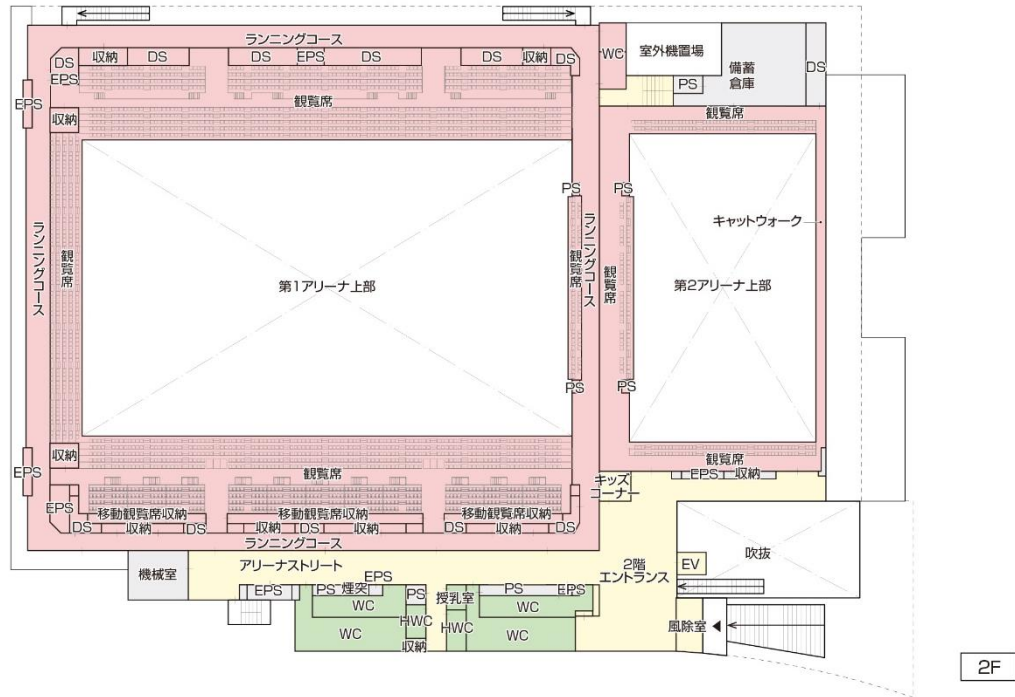 ランニングコース
DS
収納
DS
DS
EPS
DS
DS
収納
DS
EPS
EPS
収納
観覧席
WC
室外機置場
備蓄
倉庫
PS
DS
観覧席
PS
PS
キャットウォーク
ランニングコース
観覧席
第1アリーナ上部
観覧席
ランニングコース
観覧席
第2アリーナ上部
PS
PS
収納
EPS
観覧席
観覧席
EPS
収納
キッズ
コーナー
EPS
移動観覧席収納
移動観覧席収納
移動観覧席収納
DS
収納
DS
収納
DS
収納
DS
収納
DS
ランニングコース
機械室
アリーナストリート
2階
エントランス
EV
吹抜
EPS
EPS
PS
煙突
PS
授乳室
PS
EPS
WC
WC
WC
HWC
HWC
WC
収納
風除室
2F